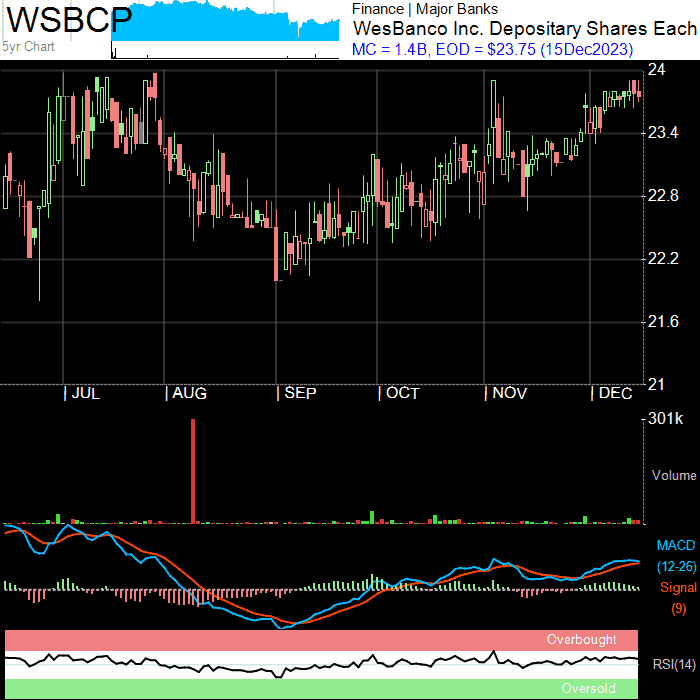 WSBCP
5yr Chart
Finance | Major Banks
WesBanco Inc. Depositary Shares Each
MC = 1.4B, EOD = $23.75 (15Dec2023)
24
23.4
22.8
22.2
21.6
21
| JUL | AUG | SEP | OCT | NOV | DEC
301k
Volume
MACD
(12-26)
Signal
(9)
Overbought
RSI(14)
Oversold